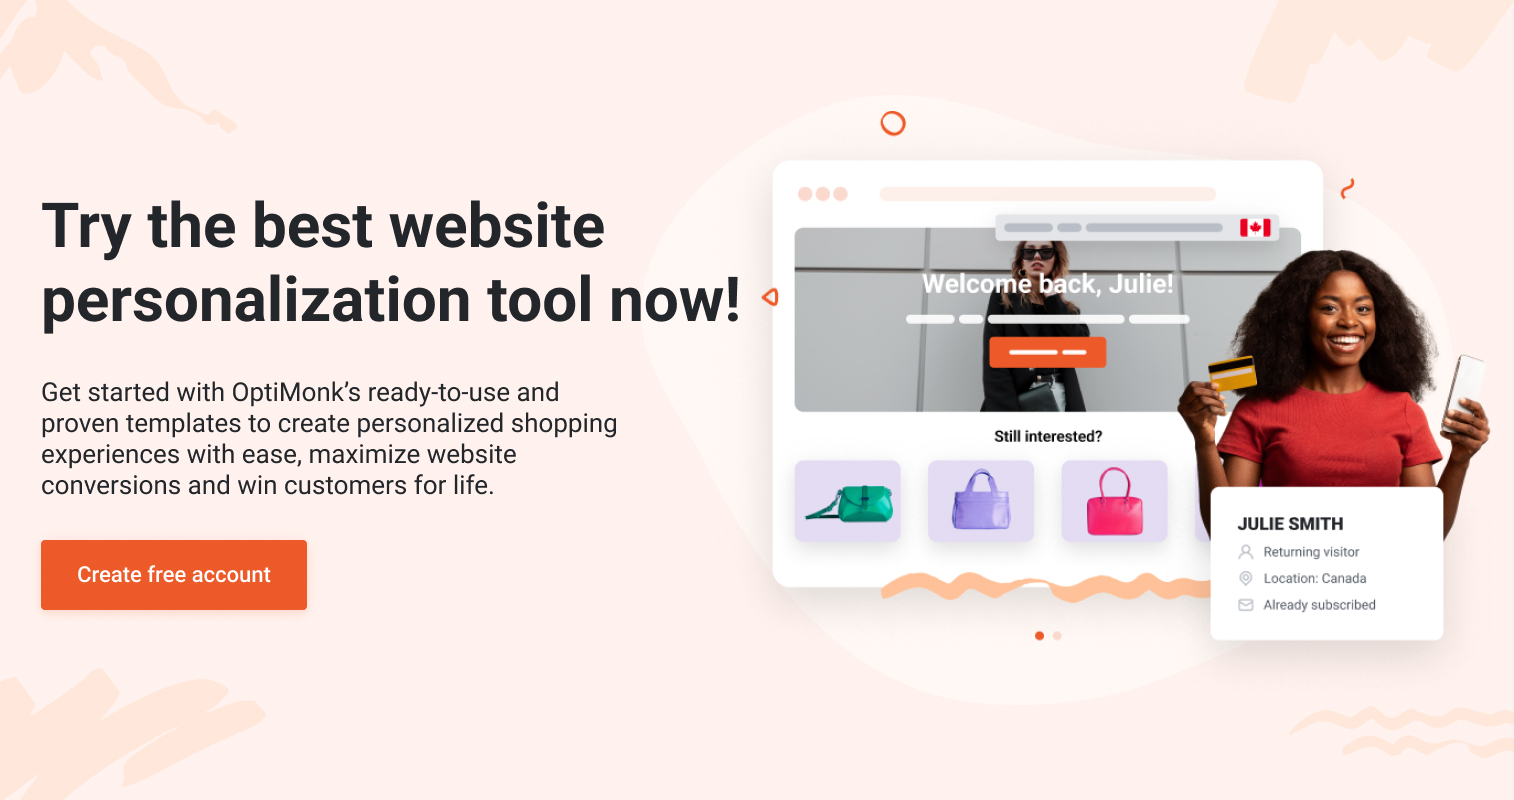 Try the best website
personalization tool now!
Get started with OptiMonk’s ready-to-use and
proven templates to create personalized shopping
experiences with ease, maximize website
conversions and win customers for life.
Create free account
Welcome back, Julie!
Still interested?
JULIE SMITH
Returning visitor
Location: Canada
Already subscribed